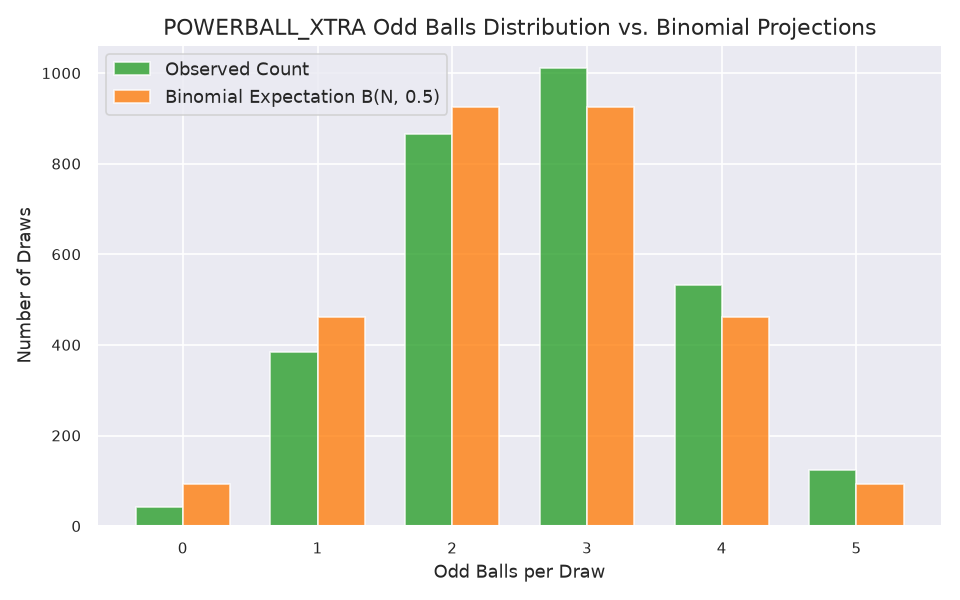 POWERBALL_XTRA Odd Balls Distribution vs. Binomial Projections
Observed Count
Binomial Expectation B(N, 0.5)
Number of Draws
1000
800
600
400
200
0
0 1 2 3 4 5
Odd Balls per Draw